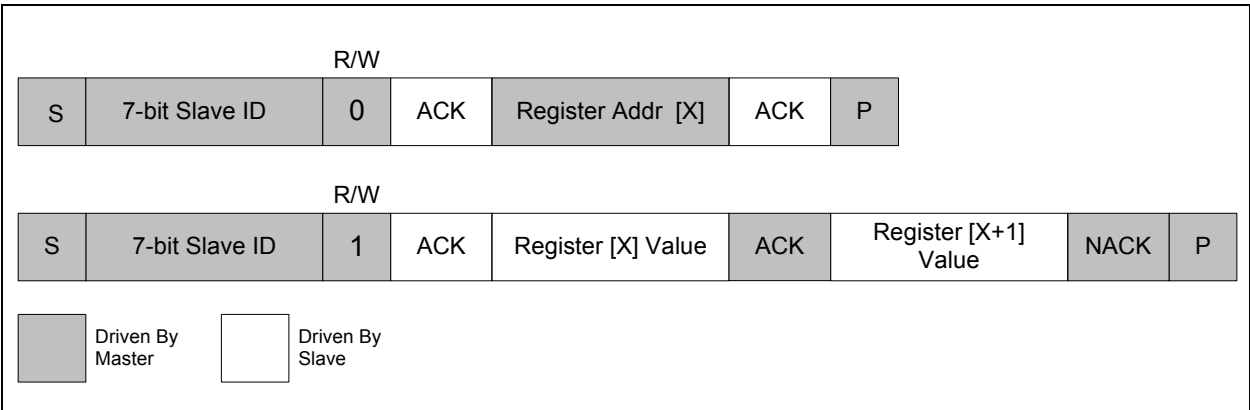 R/W
S 7-bit Slave ID 0 ACK Register Addr [X] ACK P
R/W
S 7-bit Slave ID 1 ACK Register [X] Value ACK Register [X+1] Value NACK P
Driven By
Master
Driven By
Slave